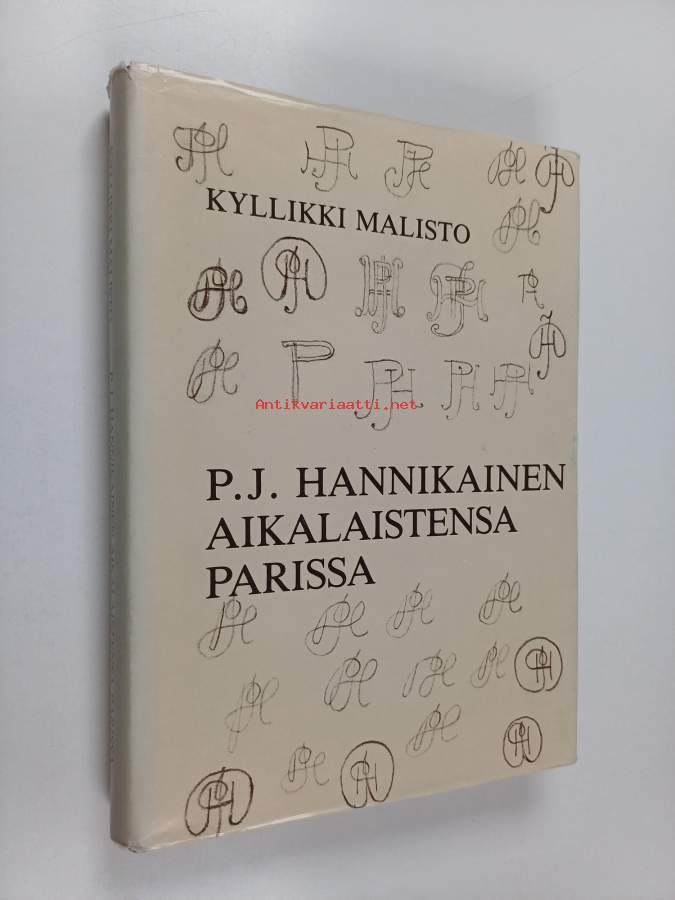 KYLLIKKI MALISTO
Antikvariaatti.net
P.J. HANNIKAINEN
AIKALAISTENSA
PARISSA